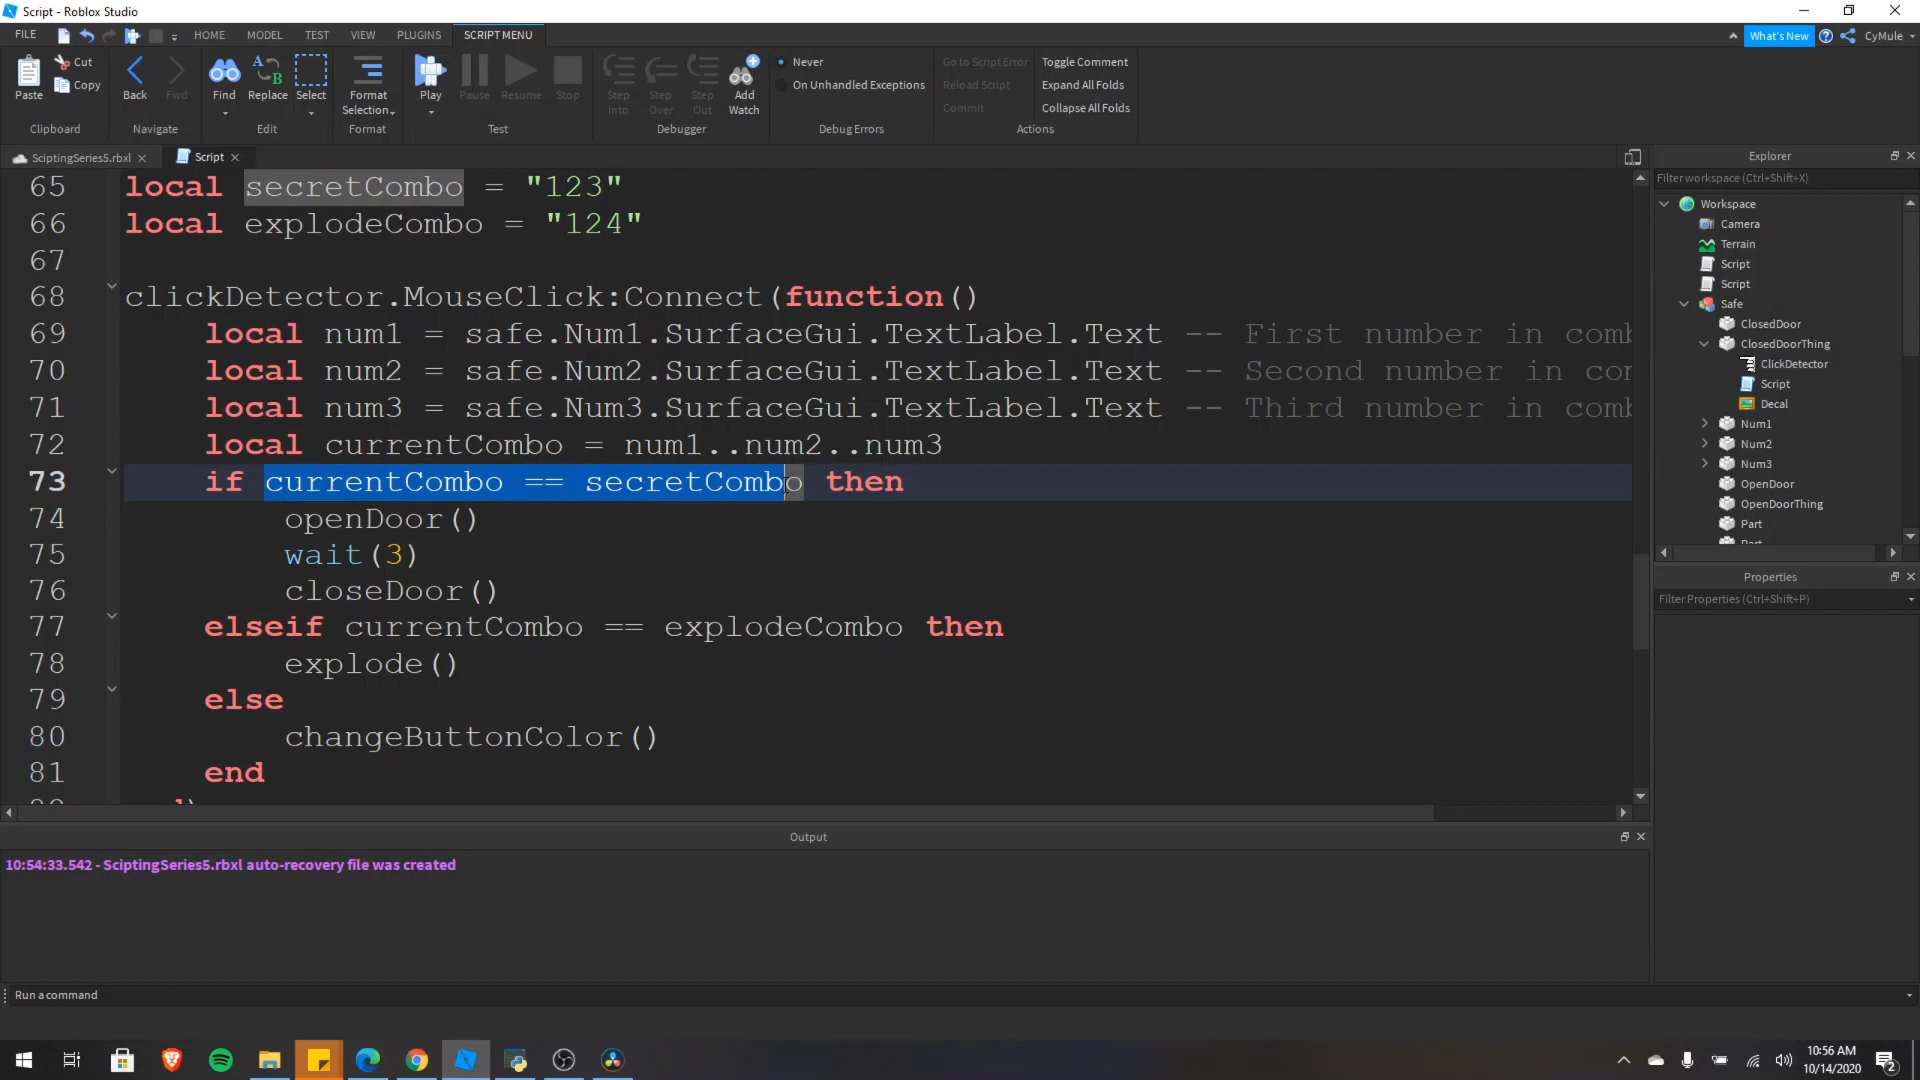 Script - Roblox Studio
FILE HOME MODEL TEST VIEW PLUGINS SCRIPT MENU What's New CyMule
Paste Cut Copy Back Fwd Find Replace Select Format Selection Play Pause Resume Stop Step Into Step Over Step Out Add Watch Never On Unhandled Exceptions Go to Script Error Reload Script Commit Toggle Comment Expand All Folds Collapse All Folds
Clipboard Navigate Edit Format Test Debugger Debug Errors Actions
SciptingSeries5.rbxl Script
65 local secretCombo = "123"
66 local explodeCombo = "124"
67
68 clickDetector.MouseClick:Connect(function()
69 local num1 = safe.Num1.SurfaceGui.TextLabel.Text -- First number in comb
70 local num2 = safe.Num2.SurfaceGui.TextLabel.Text -- Second number in com
71 local num3 = safe.Num3.SurfaceGui.TextLabel.Text -- Third number in comb
72 local currentCombo = num1..num2..num3
73 if currentCombo == secretCombo then
74 openDoor()
75 wait(3)
76 closeDoor()
77 elseif currentCombo == explodeCombo then
78 explode()
79 else
80 changeButtonColor()
81 end
Explorer
Filter workspace (Ctrl+Shift+X)
Workspace
Camera
Terrain
Script
Script
Safe
ClosedDoor
ClosedDoorThing
ClickDetector
Script
Decal
Num1
Num2
Num3
OpenDoor
OpenDoorThing
Part
Properties
Filter Properties (Ctrl+Shift+P)
Output
10:54:33.542 - SciptingSeries5.rbxl auto-recovery file was created
Run a command
10:56 AM
10/14/2020
2